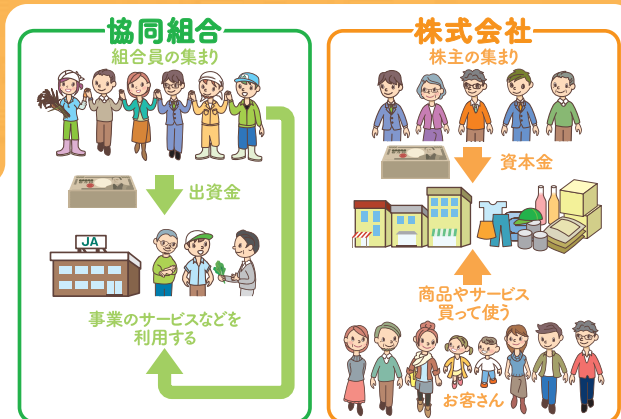 協同組合
組合員の集まり
出資金
JA
事業のサービスなどを
利用する
株式会社
株主の集まり
資本金
商品やサービス
買って使う
お客さん